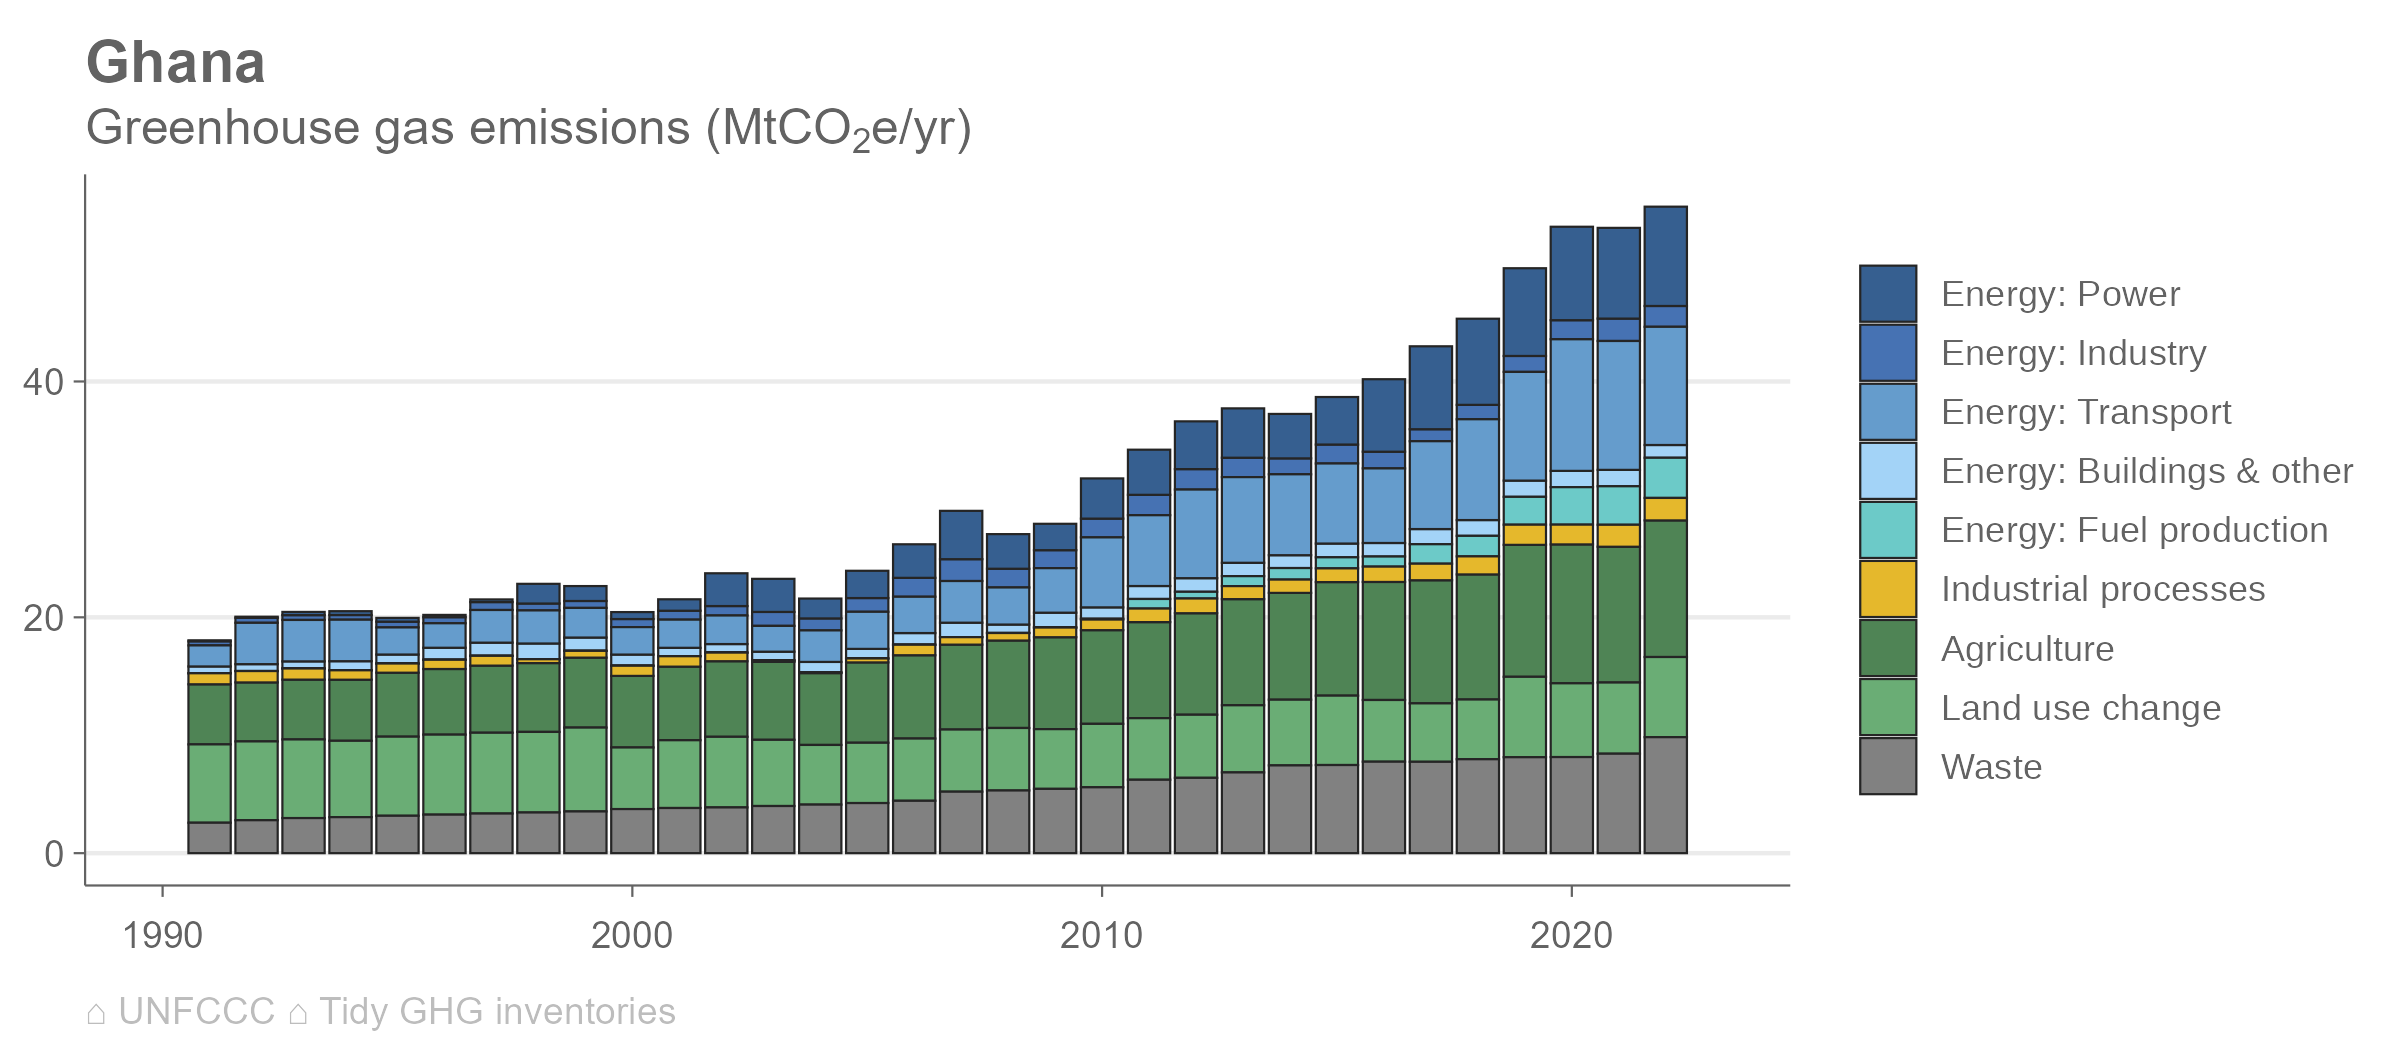 Ghana
Greenhouse gas emissions (MtCO₂e/yr)
40
20
0
1990
2000
2010
2020
Energy: Power
Energy: Industry
Energy: Transport
Energy: Buildings & other
Energy: Fuel production
Industrial processes
Agriculture
Land use change
Waste
⌂ UNFCCC ⌂ Tidy GHG inventories